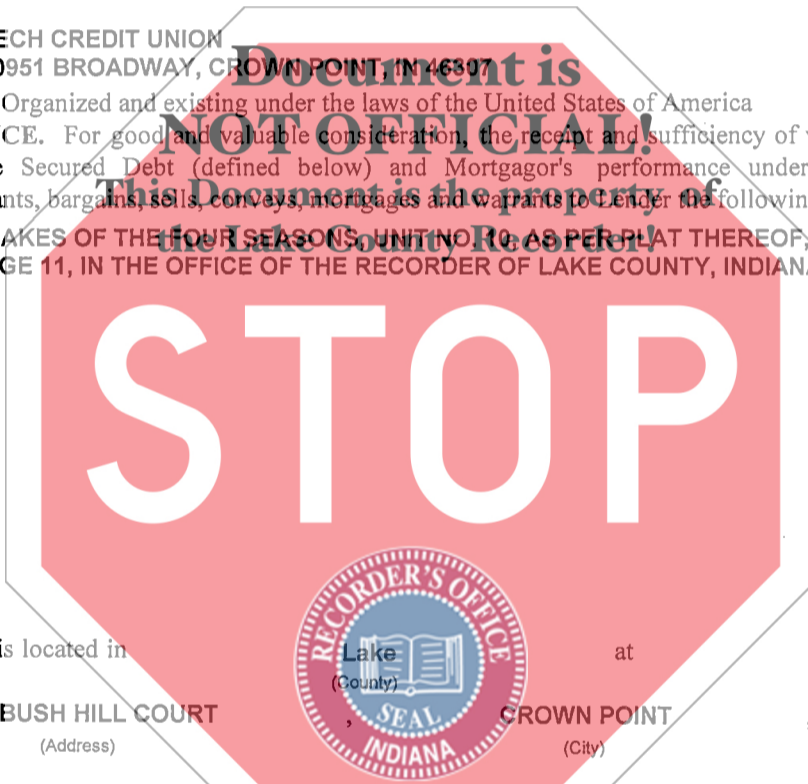 ECH CREDIT UNION
Document is
0951 BROADWAY, CROWN POINT, IN 46307
Organized and existing under the laws of the United States of America
NOT OFFICIAL!
CE. For good and valuable consideration, the receipt and sufficiency of
Secured Debt (defined below) and Mortgagor's performance under
This Document is the property of
nts, bargains, sells, conveys, mortgages and warrants to Lender the followin
the Lake County Recorder!
AKES OF THE FOUR SEASONS, UNIT NO. 10, AS PER PLAT THEREOF,
GE 11, IN THE OFFICE OF THE RECORDER OF LAKE COUNTY, INDIANA
STOP
RECORDER'S OFFICE
is located in Lake at
(County)
SEAL
INDIANA
BUSH HILL COURT , CROWN POINT ,
(Address) (City)